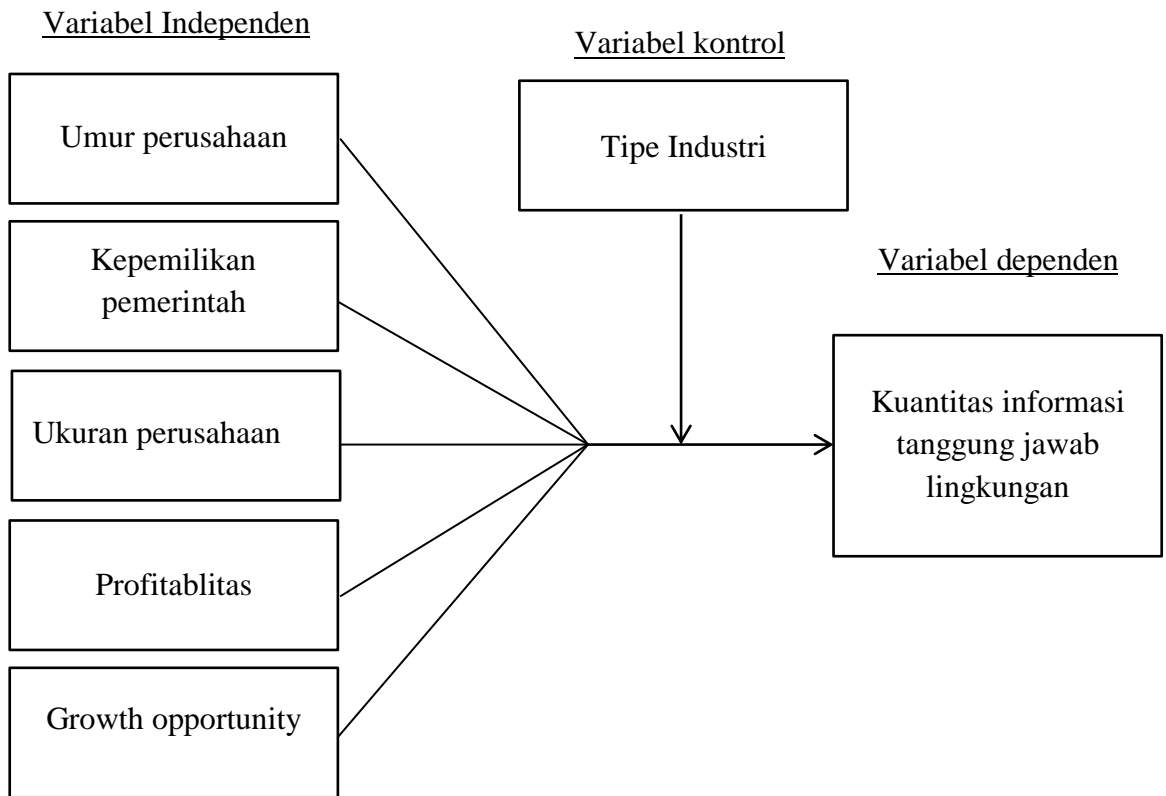 Variabel Independen
Umur perusahaan
Kepemilikan
pemerintah
Ukuran perusahaan
Profitablitas
Growth opportunity
Variabel kontrol
Tipe Industri
Variabel dependen
Kuantitas informasi
tanggung jawab
lingkungan